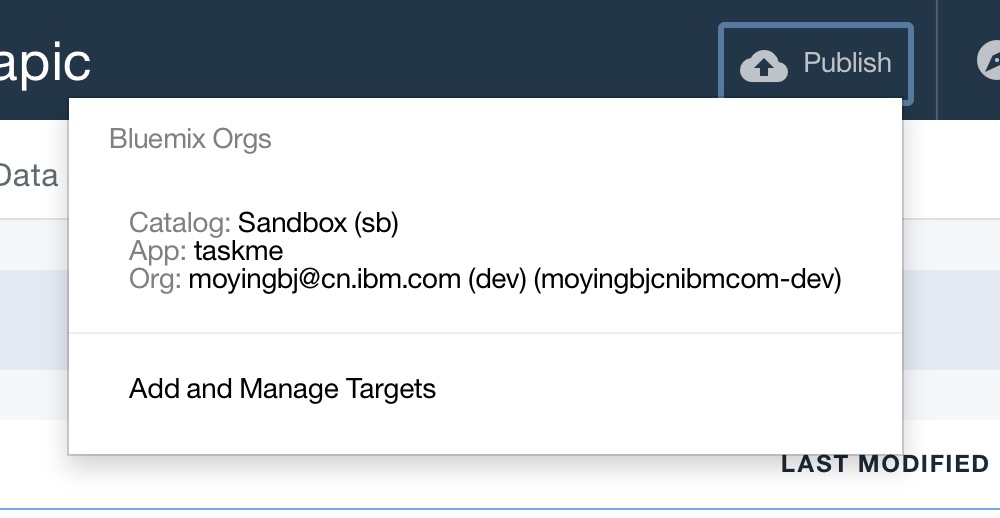 apic
Publish
Bluemix Orgs
Data
Catalog: Sandbox (sb)
App: taskme
Org: moyingbj@cn.ibm.com (dev) (moyingbjcnibmcom-dev)
Add and Manage Targets
LAST MODIFIED